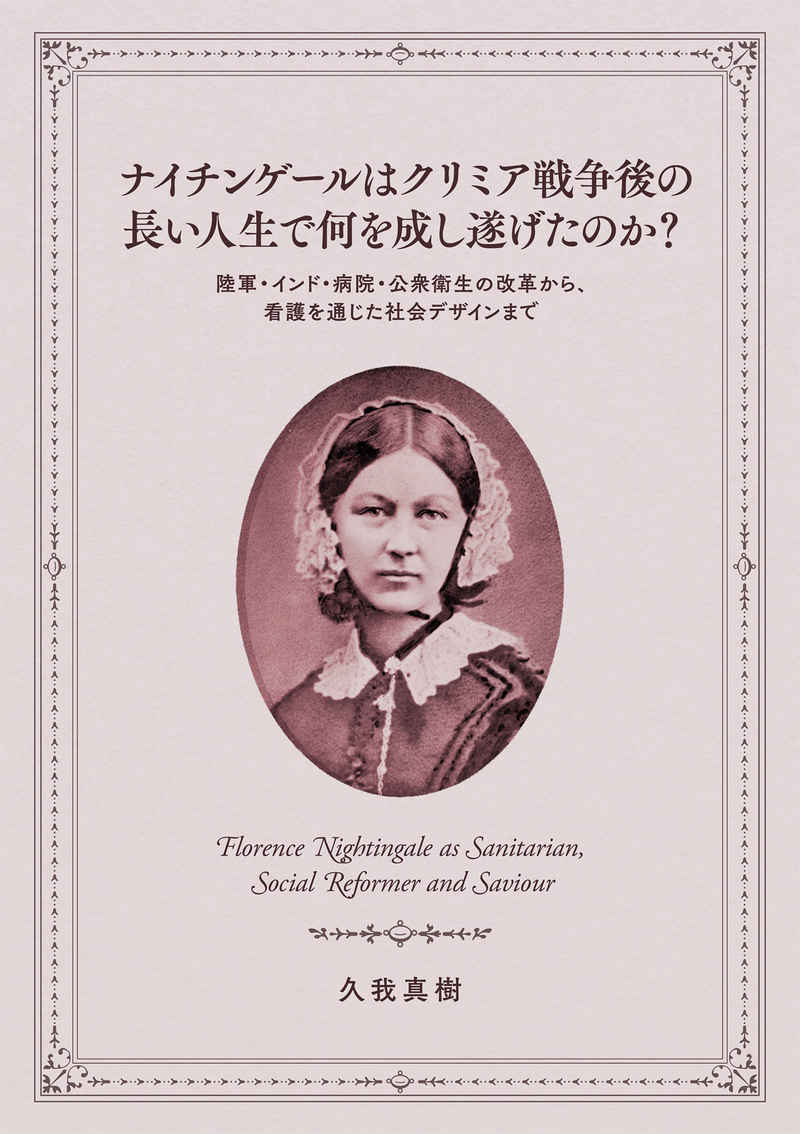 ナイチンゲールはクリミア戦争後の
長い人生で何を成し遂げたのか？
陸軍・インド・病院・公衆衛生の改革から、
看護を通じた社会デザインまで
Florence Nightingale as Sanitarian,
Social Reformer and Saviour
久我真樹